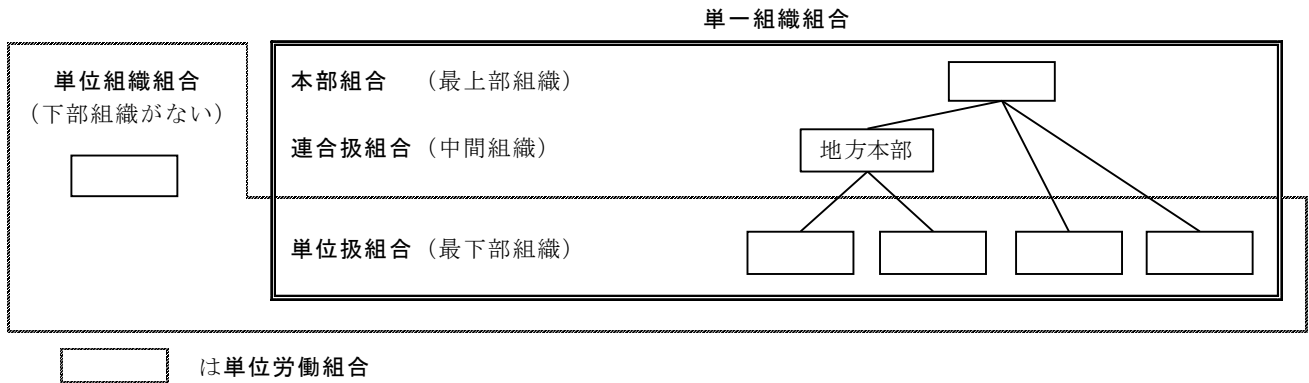 単一組織組合
単位組織組合
(下部組織がない)
本部組合 (最上部組織)
連合扱組合 (中間組織)
地方本部
単位扱組合 (最下部組織)
は単位労働組合